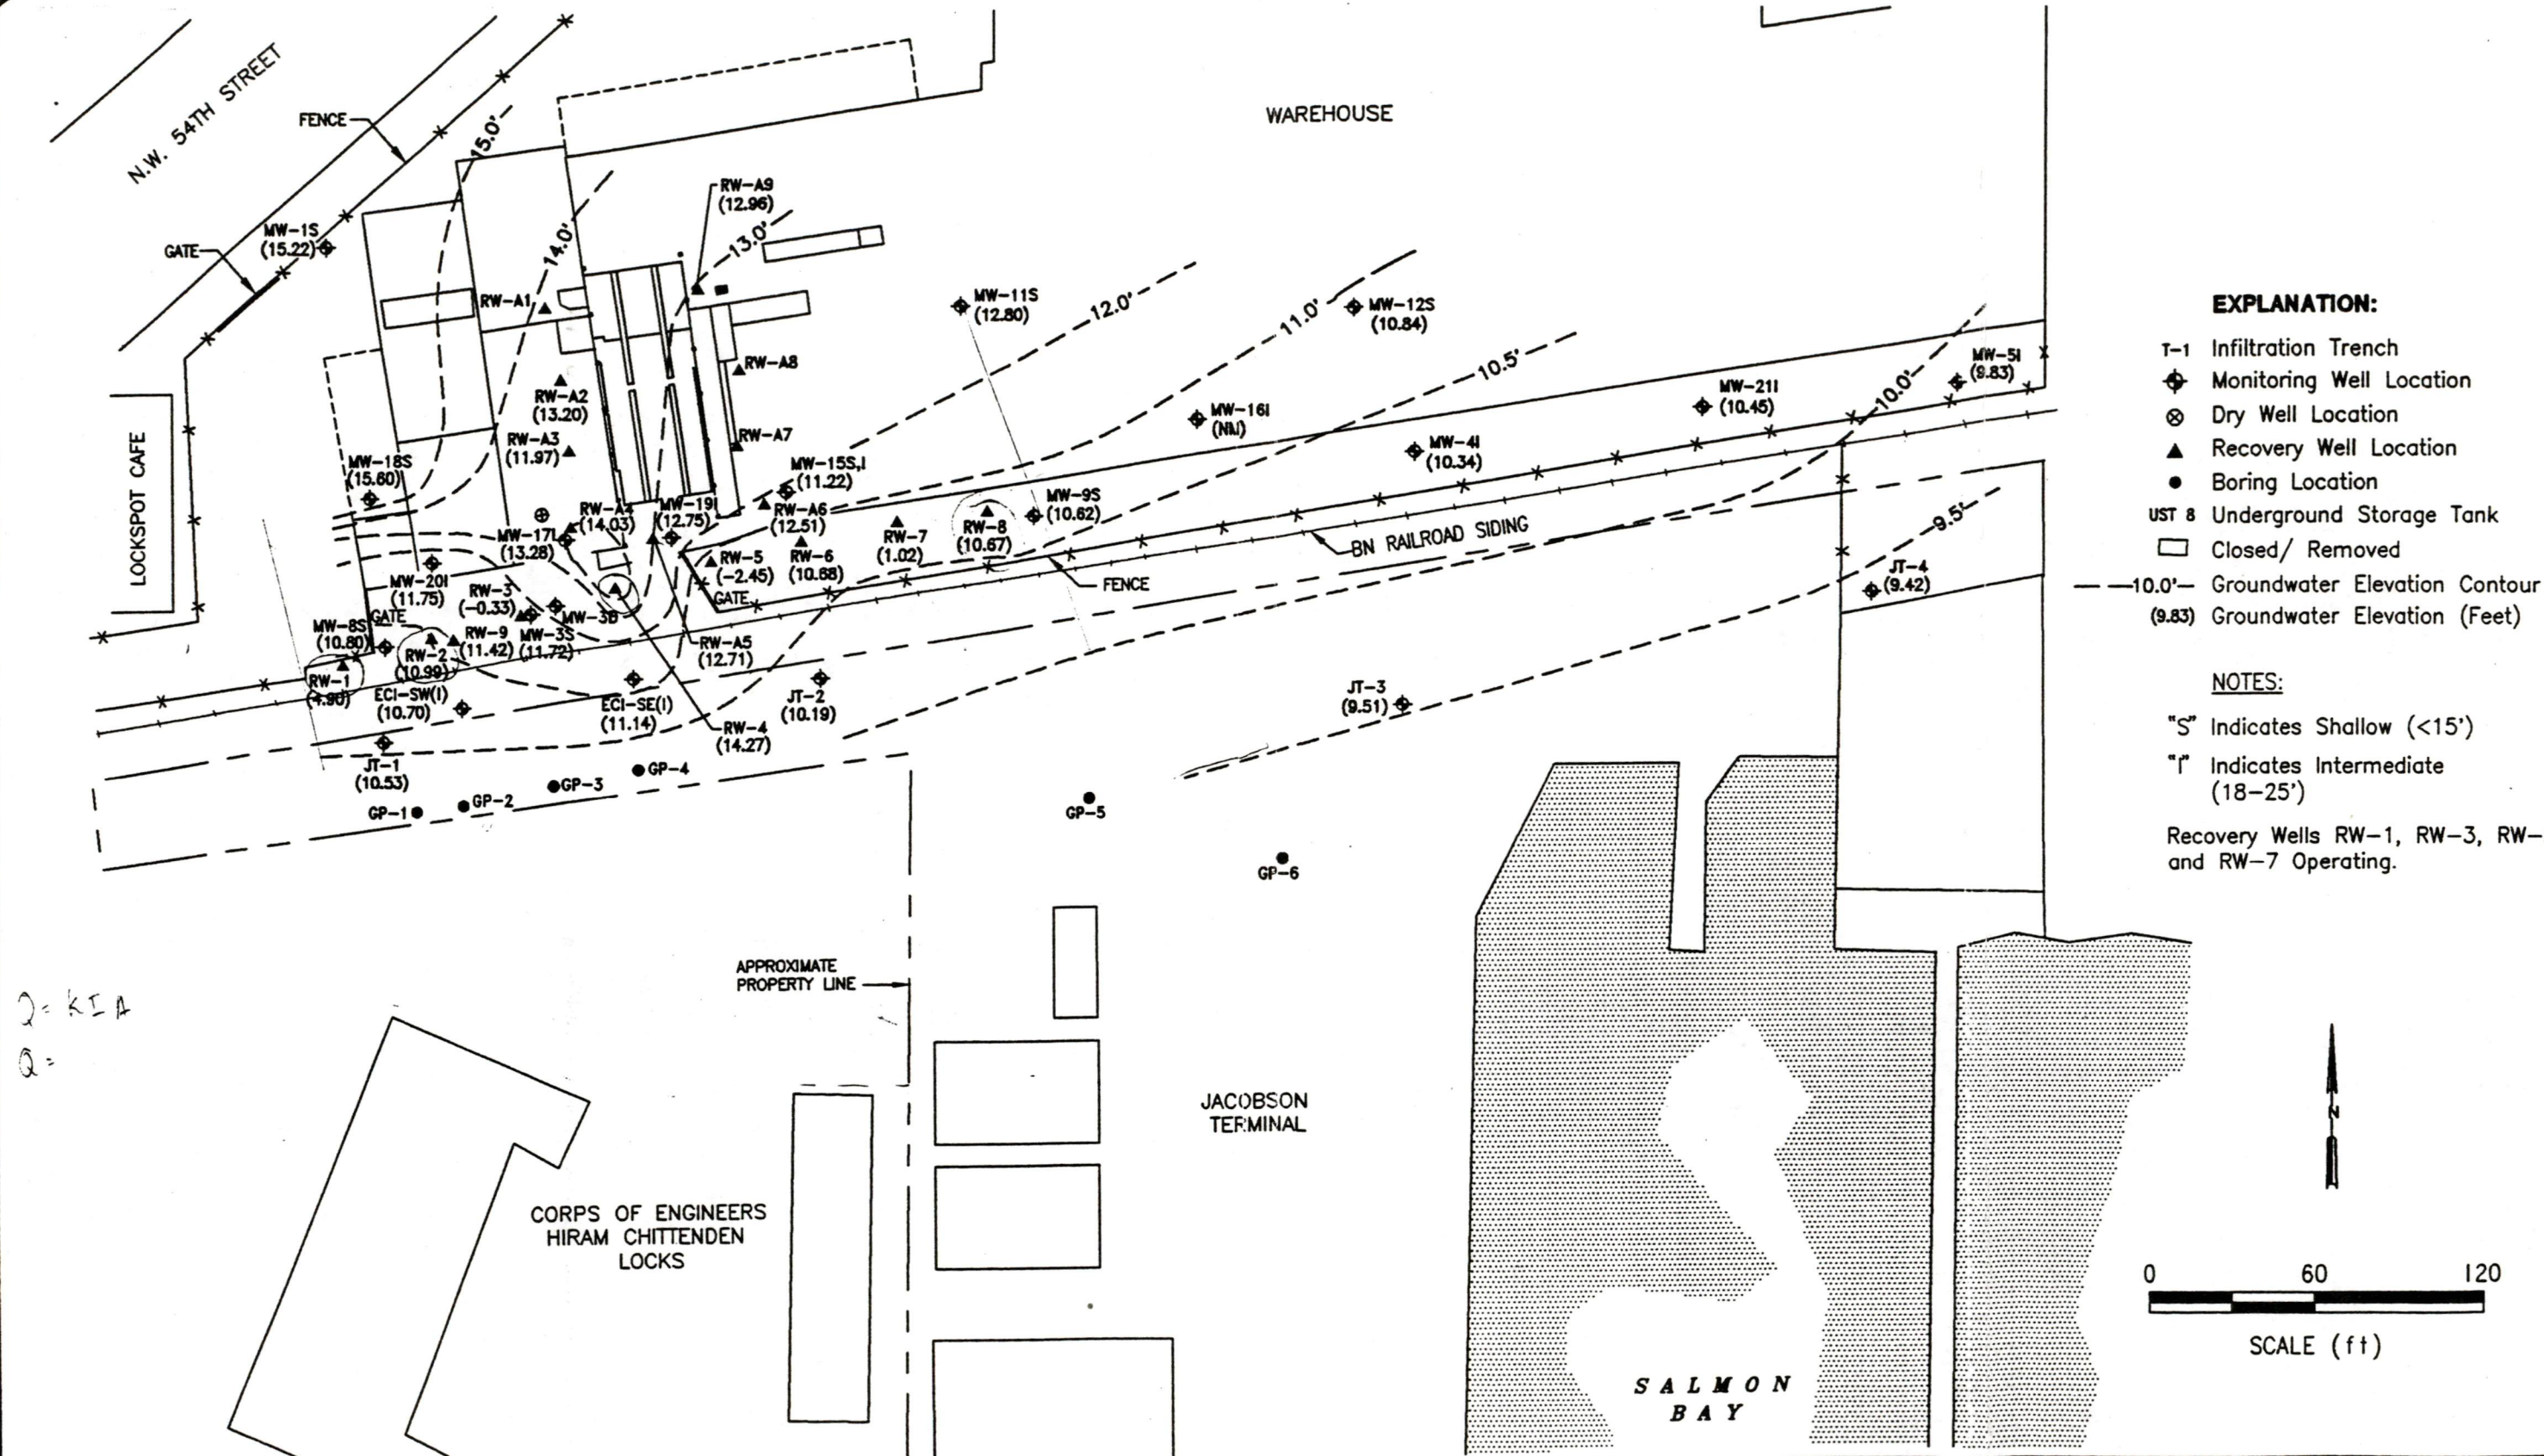 N.W. 54TH STREET
FENCE
GATE
MW-1S
(15.22)
15.0'
14.0'
RW-A9
(12.96)
13.0'
WAREHOUSE
RW-A1
MW-11S
(12.80)
12.0'
11.0'
MW-12S
(10.84)
10.5'
RW-A8
RW-A2
(13.20)
RW-A3
(11.97)
RW-A7
MW-16I
(NM)
MW-21I
(10.45)
10.0'
MW-5I
(9.83)
LOCKSPOT CAFE
MW-18S
(15.60)
MW-15S,I
(11.22)
MW-4I
(10.34)
RW-A4
(14.03)
MW-19I
(12.75)
RW-A6
(12.51)
MW-17I
(13.28)
RW-7
(1.02)
RW-8
(10.67)
MW-9S
(10.62)
9.5'
BN RAILROAD SIDING
FENCE
MW-20I
(11.75)
RW-5
(-2.45)
RW-6
(10.68)
GATE
RW-3
(-0.33)
MW-3D
JT-4
(9.42)
MW-8S
(10.80)
GATE
RW-2
(10.99)
RW-9
(11.42)
MW-3S
(11.72)
RW-A5
(12.71)
RW-1
(4.90)
ECI-SW(I)
(10.70)
ECI-SE(I)
(11.14)
JT-2
(10.19)
JT-3
(9.51)
RW-4
(14.27)
JT-1
(10.53)
GP-1
GP-2
GP-3
GP-4
GP-5
GP-6
APPROXIMATE
PROPERTY LINE
Q = KIA
Q =
CORPS OF ENGINEERS
HIRAM CHITTENDEN
LOCKS
JACOBSON
TERMINAL
SALMON
BAY
EXPLANATION:
T-1 Infiltration Trench
Monitoring Well Location
Dry Well Location
Recovery Well Location
Boring Location
UST 8 Underground Storage Tank
Closed/ Removed
10.0' Groundwater Elevation Contour
(9.83) Groundwater Elevation (Feet)
NOTES:
"S" Indicates Shallow (<15')
"I" Indicates Intermediate
(18-25')
Recovery Wells RW-1, RW-3, RW-
and RW-7 Operating.
N
0 60 120
SCALE (ft)